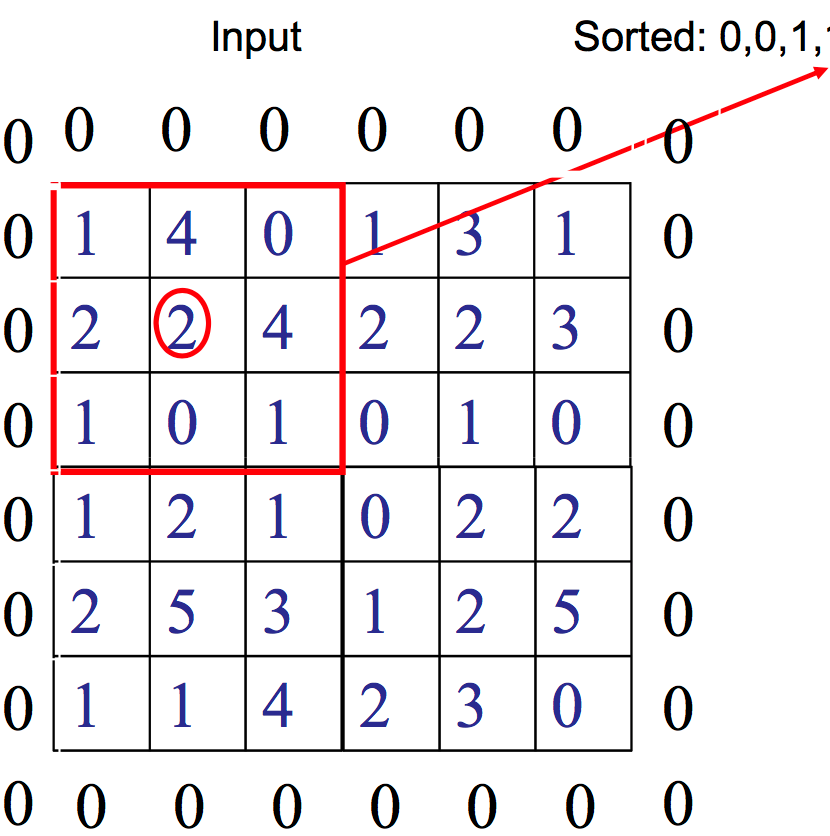 Input Sorted: 0,0,1,
0 0 0 0 0 0 0 0
0 1 4 0 1 3 1 0
0 2 2 4 2 2 3 0
0 1 0 1 0 1 0 0
0 1 2 1 0 2 2 0
0 2 5 3 1 2 5 0
0 1 1 4 2 3 0 0
0 0 0 0 0 0 0 0